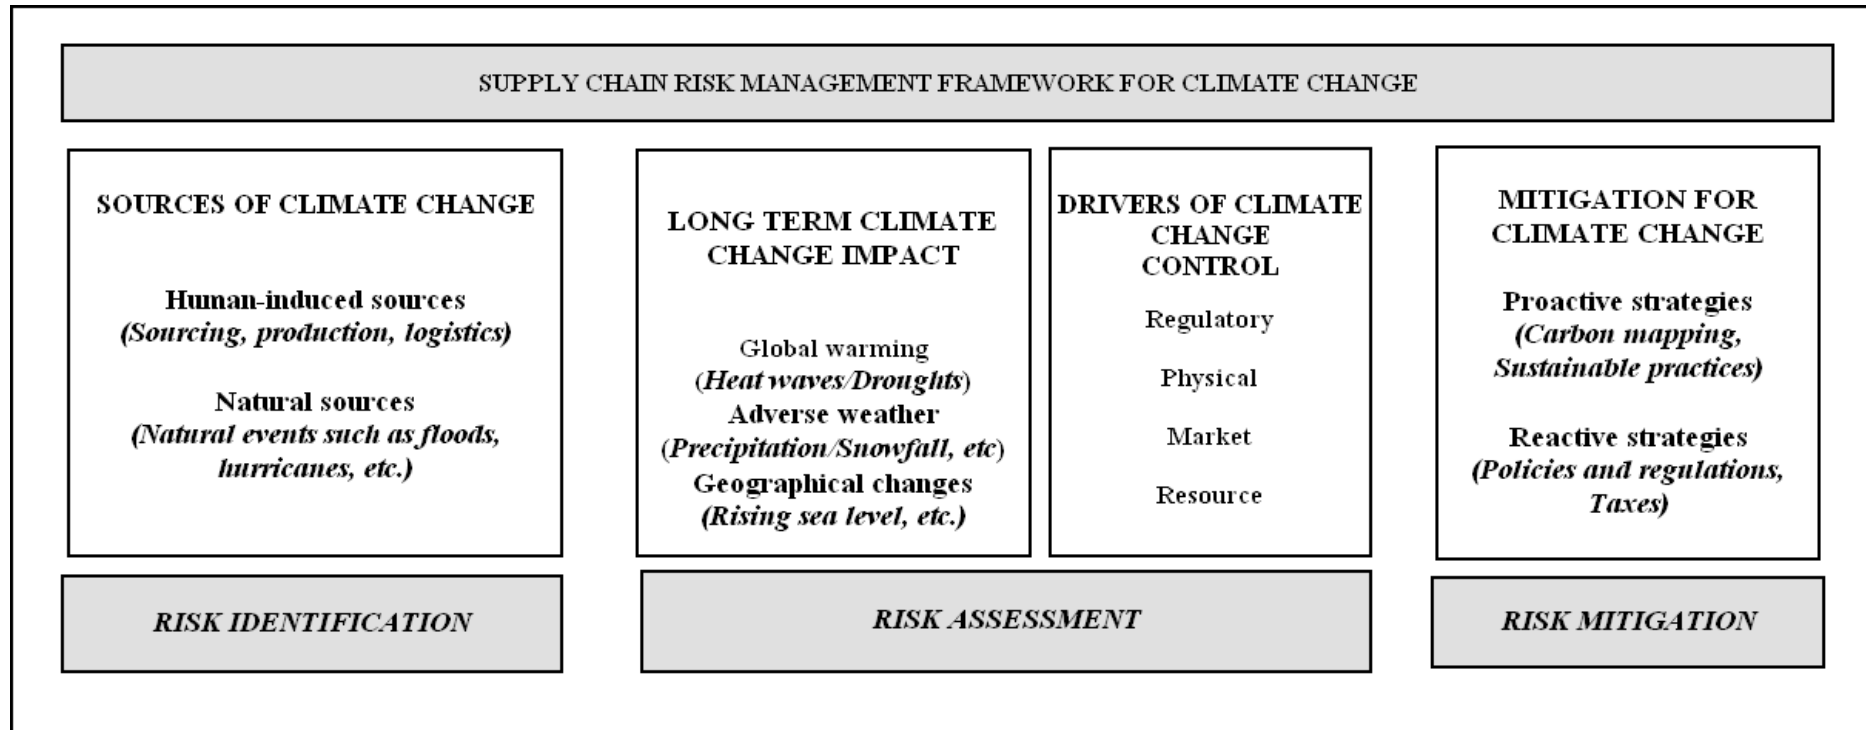 SUPPLY CHAIN RISK MANAGEMENT FRAMEWORK FOR CLIMATE CHANGE
SOURCES OF CLIMATE CHANGE
Human-induced sources
(Sourcing, production, logistics)
Natural sources
(Natural events such as floods,
hurricanes, etc.)
RISK IDENTIFICATION
LONG TERM CLIMATE
CHANGE IMPACT
Global warming
(Heat waves/Droughts)
Adverse weather
(Precipitation/Snowfall, etc)
Geographical changes
(Rising sea level, etc.)
DRIVERS OF CLIMATE
CHANGE
CONTROL
Regulatory
Physical
Market
Resource
RISK ASSESSMENT
MITIGATION FOR
CLIMATE CHANGE
Proactive strategies
(Carbon mapping,
Sustainable practices)
Reactive strategies
(Policies and regulations,
Taxes)
RISK MITIGATION